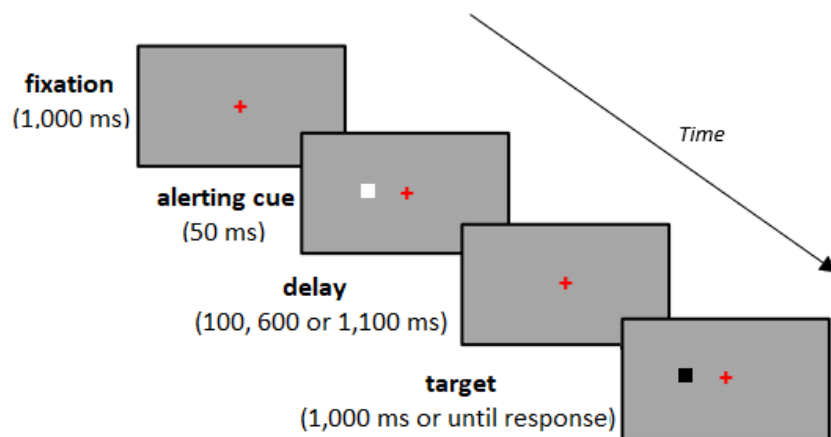 fixation
(1,000 ms)
Time
alerting cue
(50 ms)
delay
(100, 600 or 1,100 ms)
target
(1,000 ms or until response)